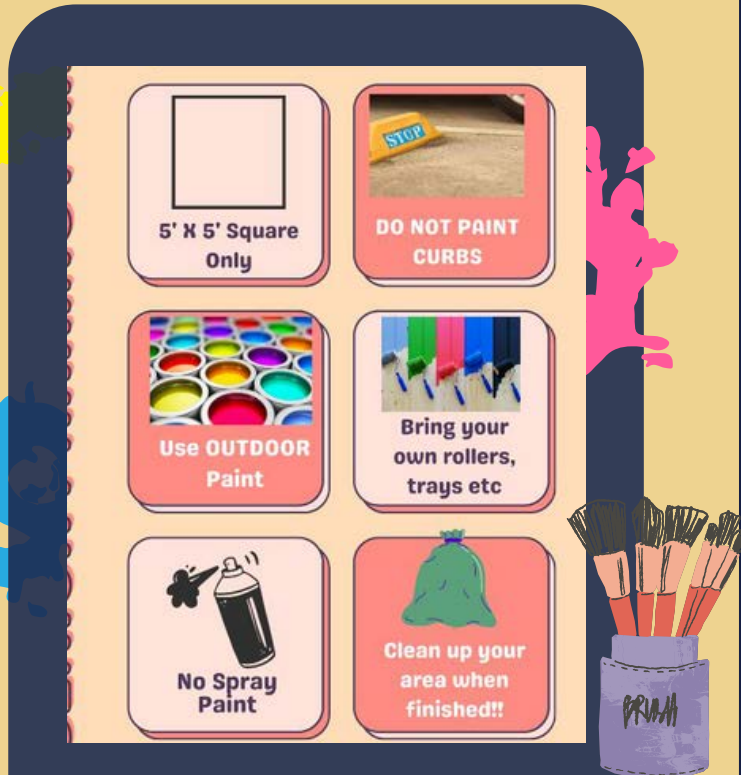 5' X 5' Square
Only
STOP
DO NOT PAINT
CURBS
Use OUTDOOR
Paint
Bring your
own rollers,
trays etc
No Spray
Paint
Clean up your
area when
finished!!
BRUSH